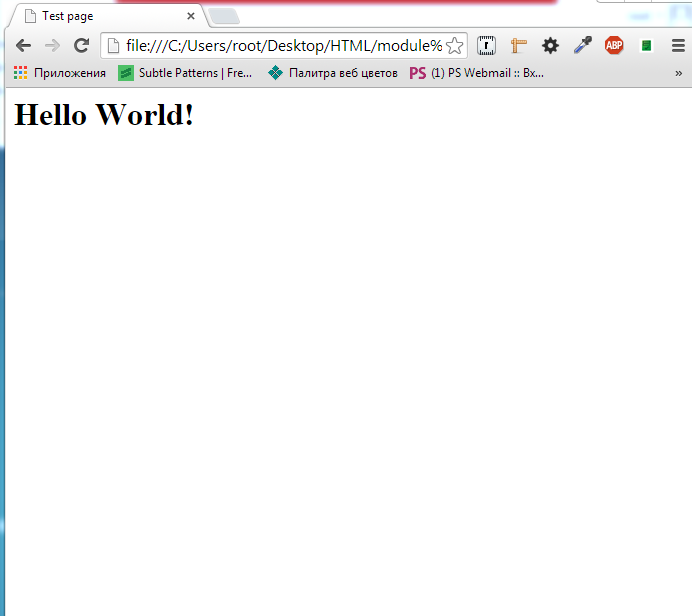 Test page
file:///C:/Users/root/Desktop/HTML/module%
r
ABP
Приложения
Subtle Patterns | Fre...
Палитра веб цветов
PS
(1) PS Webmail :: Bx...
»
Hello World!